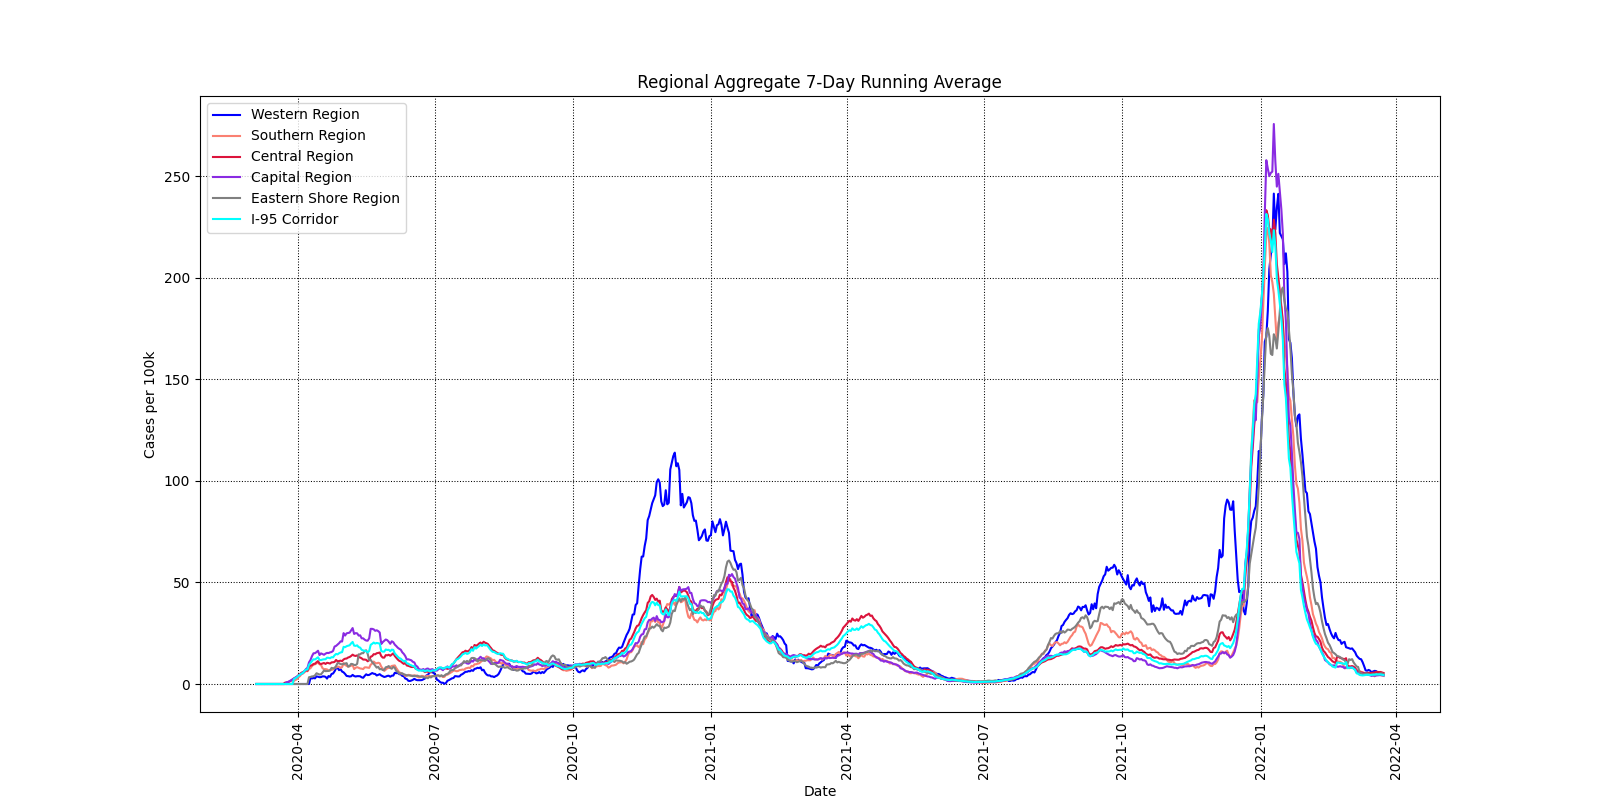 Regional Aggregate 7-Day Running Average
Western Region
Southern Region
Central Region
Capital Region
Eastern Shore Region
I-95 Corridor
Cases per 100k
250
200
150
100
50
0
2020-04
2020-07
2020-10
2021-01
2021-04
2021-07
2021-10
2022-01
2022-04
Date